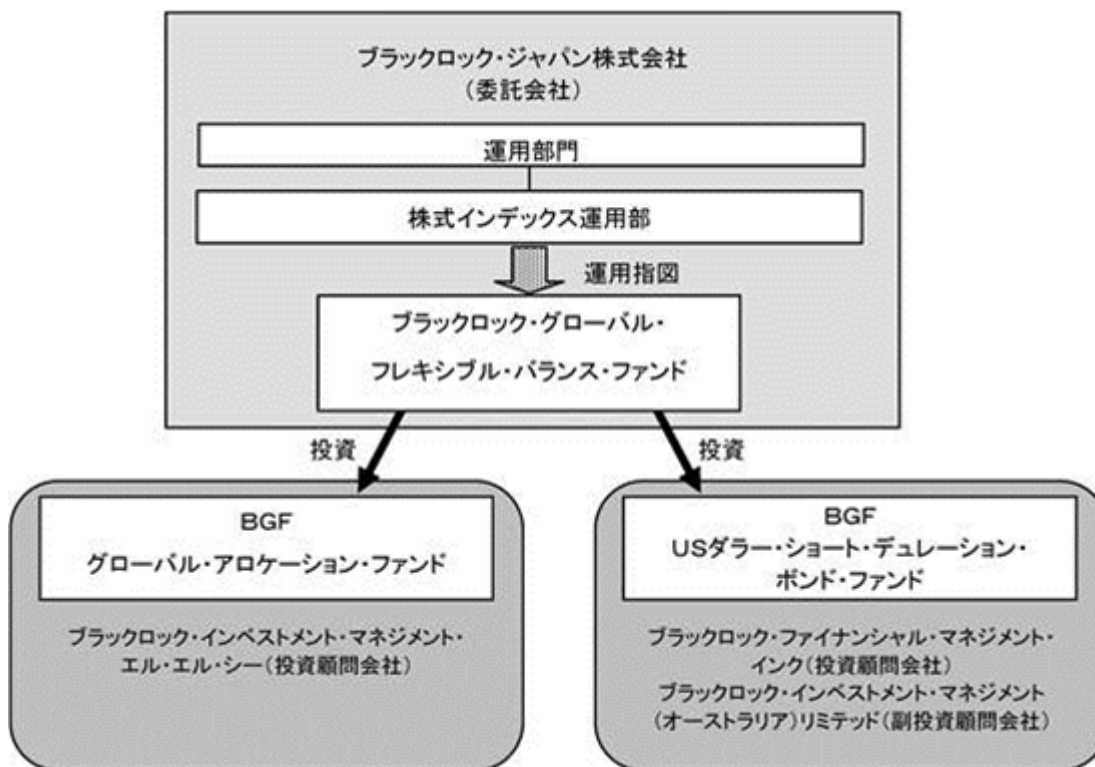 ブラックロック・ジャパン株式会社
（委託会社）
運用部門
株式インデックス運用部
運用指図
ブラックロック・グローバル・
フレキシブル・バランス・ファンド
投資
投資
BGF
グローバル・アロケーション・ファンド
ブラックロック・インベストメント・マネジメント・
エル・エル・シー（投資顧問会社）
BGF
USダラー・ショート・デュレーション・
ボンド・ファンド
ブラックロック・ファイナンシャル・マネジメント・
インク（投資顧問会社）
ブラックロック・インベストメント・マネジメント
（オーストラリア）リミテッド（副投資顧問会社）